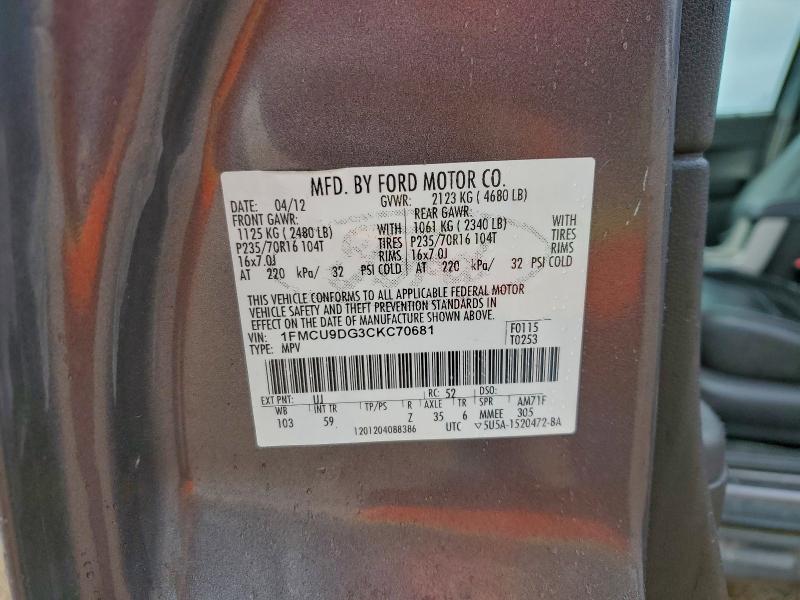 MFD. BY FORD MOTOR CO.
DATE: 04/12 GVWR: 2123 KG ( 4680 LB)
FRONT GAWR: REAR GAWR:
1125 KG ( 2480 LB) WITH 1061 KG ( 2340 LB) WITH
P235/70R16 104T TIRES P235/70R16 104T TIRES
16x7.0J RIMS 16x7.0J RIMS
AT 220 kPa/ 32 PSI COLD AT 220 kPa/ 32 PSI COLD
THIS VEHICLE CONFORMS TO ALL APPLICABLE FEDERAL MOTOR
VEHICLE SAFETY AND THEFT PREVENTION STANDARDS IN
EFFECT ON THE DATE OF MANUFACTURE SHOWN ABOVE.
VIN: 1FMCU9DG3CKC70681 F0115
TYPE: MPV T0253
EXT PNT: UJ RC: 52 DSO:
WB INT TR TP/PS R AXLE TR SPR AM71F
103 59 Z 35 6 MMEE 305
1201204088386 UTC ▽5U5A-1520472-BA